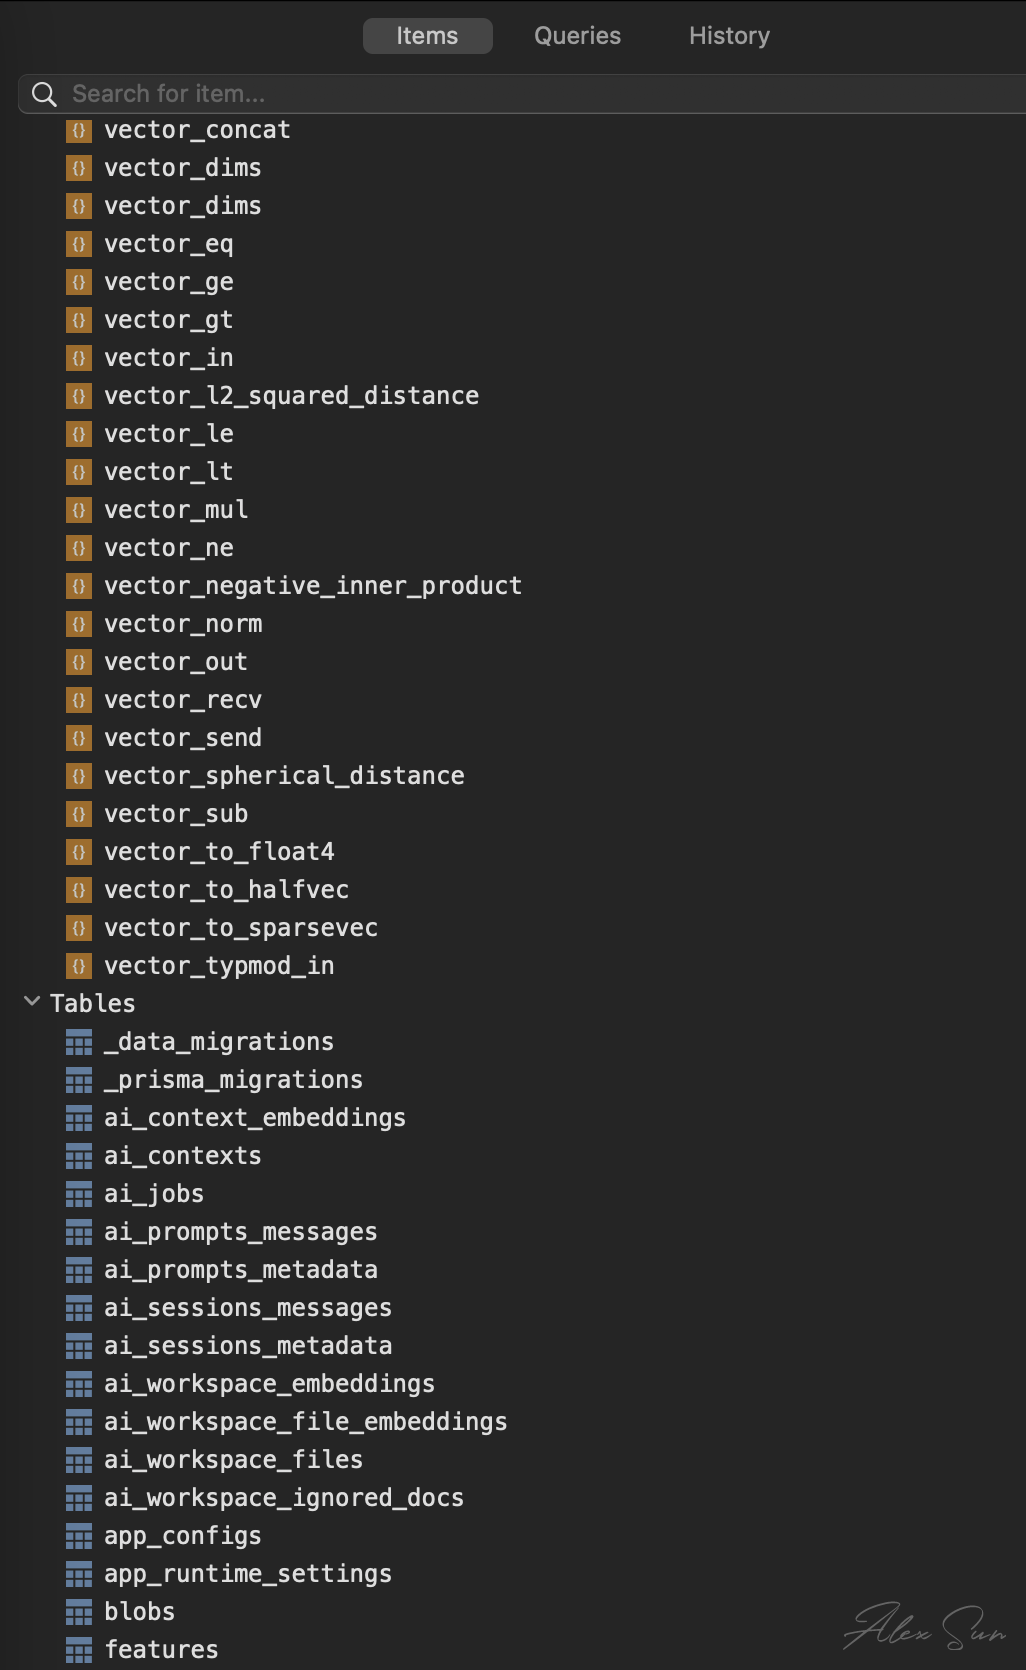 Items Queries History
Search for item...
{} vector_concat
{} vector_dims
{} vector_dims
{} vector_eq
{} vector_ge
{} vector_gt
{} vector_in
{} vector_l2_squared_distance
{} vector_le
{} vector_lt
{} vector_mul
{} vector_ne
{} vector_negative_inner_product
{} vector_norm
{} vector_out
{} vector_recv
{} vector_send
{} vector_spherical_distance
{} vector_sub
{} vector_to_float4
{} vector_to_halfvec
{} vector_to_sparsevec
{} vector_typmod_in
Tables
_data_migrations
_prisma_migrations
ai_context_embeddings
ai_contexts
ai_jobs
ai_prompts_messages
ai_prompts_metadata
ai_sessions_messages
ai_sessions_metadata
ai_workspace_embeddings
ai_workspace_file_embeddings
ai_workspace_files
ai_workspace_ignored_docs
app_configs
app_runtime_settings
blobs
features
Alex Sun